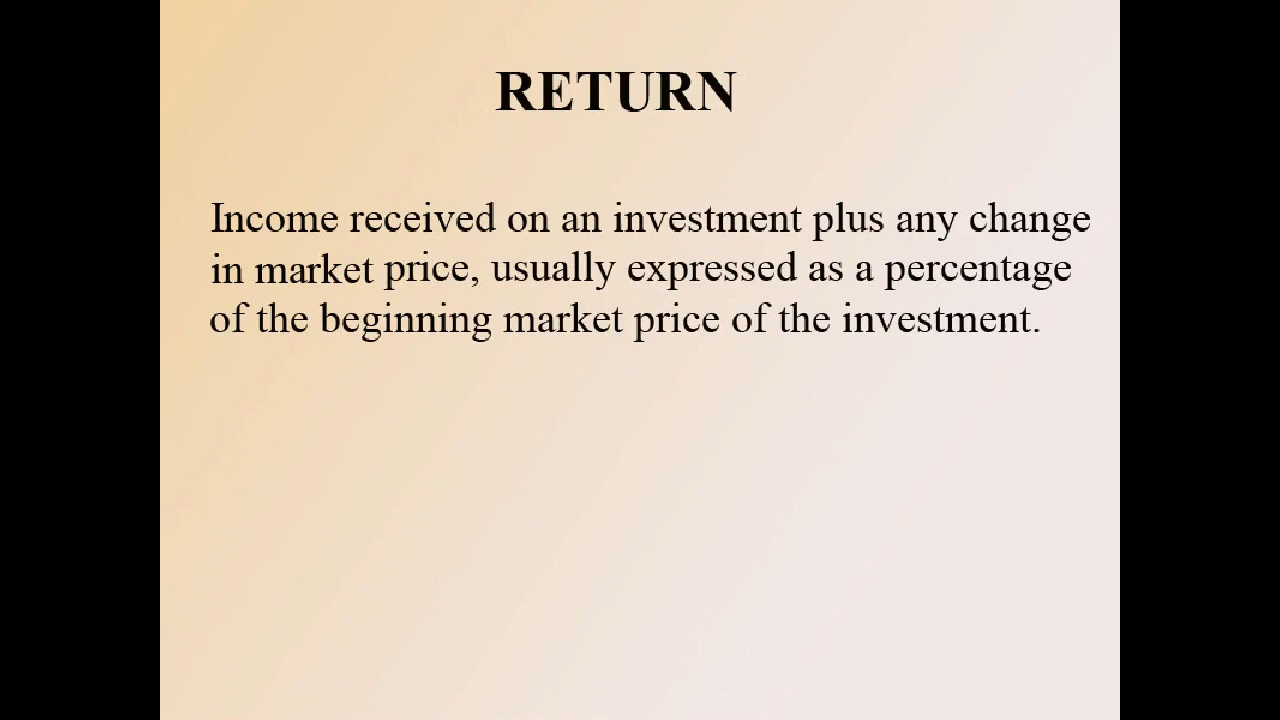 RETURN
Income received on an investment plus any change
in market price, usually expressed as a percentage
of the beginning market price of the investment.